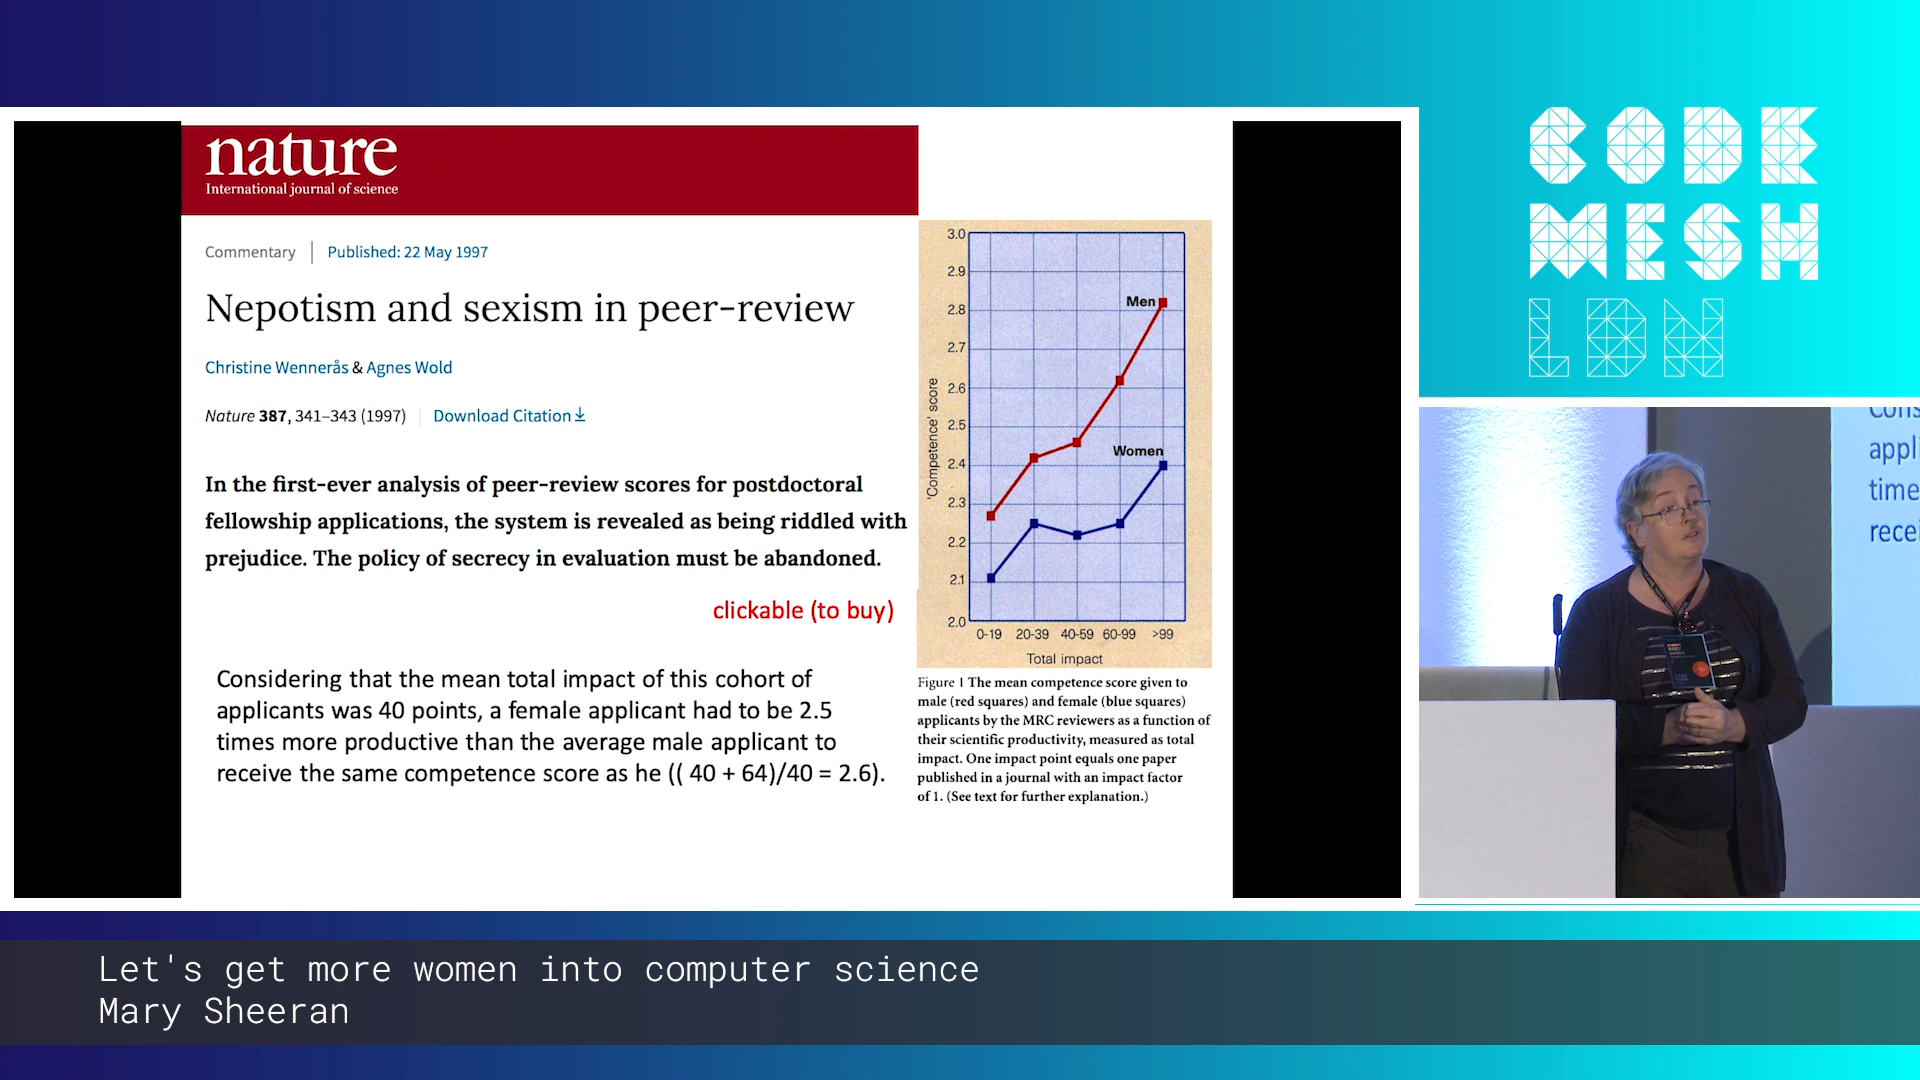 nature
International journal of science
Commentary | Published: 22 May 1997
Nepotism and sexism in peer-review
Christine Wennerås & Agnes Wold
Nature 387, 341–343 (1997) | Download Citation
In the first-ever analysis of peer-review scores for postdoctoral
fellowship applications, the system is revealed as being riddled with
prejudice. The policy of secrecy in evaluation must be abandoned.
clickable (to buy)
Considering that the mean total impact of this cohort of
applicants was 40 points, a female applicant had to be 2.5
times more productive than the average male applicant to
receive the same competence score as he (( 40 + 64)/40 = 2.6).
3.0
2.9
2.8
2.7
2.6
2.5
2.4
2.3
2.2
2.1
2.0
'Competence' score
Men
Women
0-19 20-39 40-59 60-99 >99
Total impact
Figure 1 The mean competence score given to
male (red squares) and female (blue squares)
applicants by the MRC reviewers as a function of
their scientific productivity, measured as total
impact. One impact point equals one paper
published in a journal with an impact factor
of 1. (See text for further explanation.)
CODE
MESH
LDN
appl
time
rece
MARY
Let's get more women into computer science
Mary Sheeran